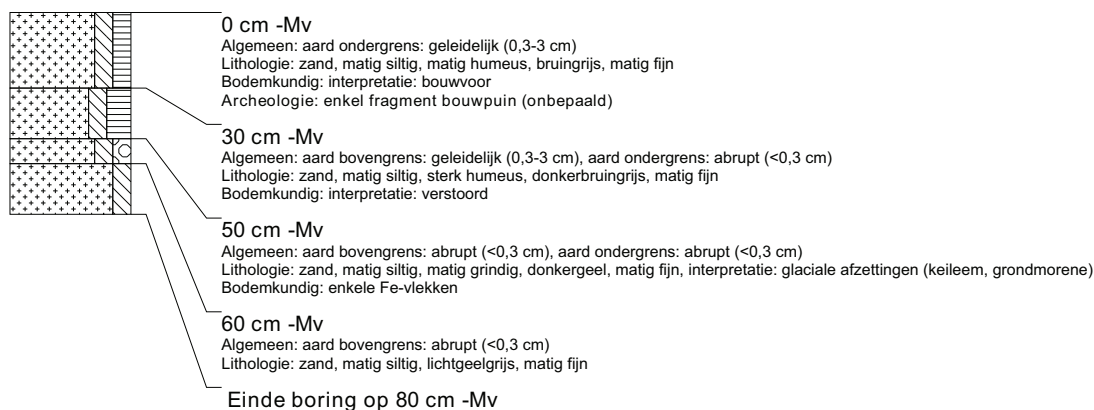 0 cm -Mv
Algemeen: aard ondergrens: geleidelijk (0,3-3 cm)
Lithologie: zand, matig siltig, matig humeus, bruingrijs, matig fijn
Bodemkundig: interpretatie: bouwvoor
Archeologie: enkel fragment bouwpuin (onbepaald)
30 cm -Mv
Algemeen: aard bovengrens: geleidelijk (0,3-3 cm), aard ondergrens: abrupt (<0,3 cm)
Lithologie: zand, matig siltig, sterk humeus, donkerbruingrijs, matig fijn
Bodemkundig: interpretatie: verstoord
50 cm -Mv
Algemeen: aard bovengrens: abrupt (<0,3 cm), aard ondergrens: abrupt (<0,3 cm)
Lithologie: zand, matig siltig, matig grindig, donkergeel, matig fijn, interpretatie: glaciale afzettingen (keileem, grondmorene)
Bodemkundig: enkele Fe-vlekken
60 cm -Mv
Algemeen: aard bovengrens: abrupt (<0,3 cm)
Lithologie: zand, matig siltig, lichtgeelgrijs, matig fijn
Einde boring op 80 cm -Mv